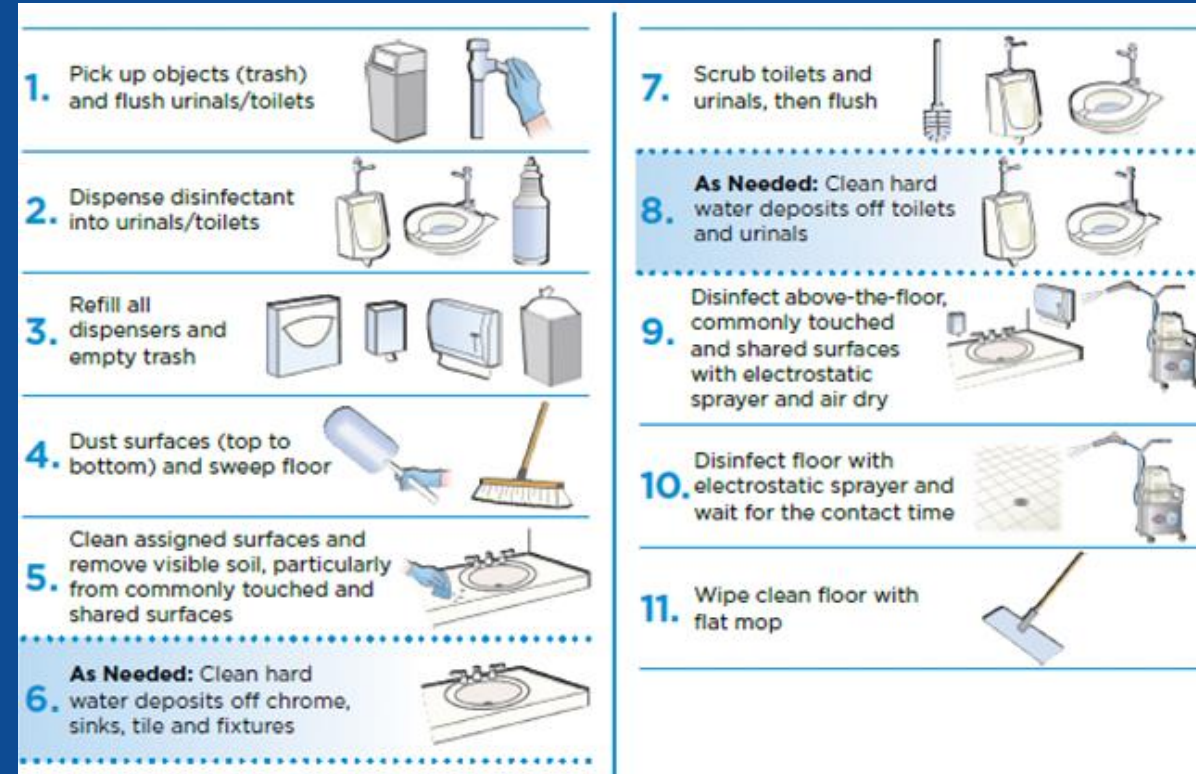 1. Pick up objects (trash)
and flush urinals/toilets
2. Dispense disinfectant
into urinals/toilets
3. Refill all
dispensers and
empty trash
4. Dust surfaces (top to
bottom) and sweep floor
5. Clean assigned surfaces and
remove visible soil, particularly
from commonly touched and
shared surfaces
6. As Needed: Clean hard
water deposits off chrome,
sinks, tile and fixtures
7. Scrub toilets and
urinals, then flush
8. As Needed: Clean hard
water deposits off toilets
and urinals
9. Disinfect above-the-floor,
commonly touched
and shared surfaces
with electrostatic
sprayer and air dry
10. Disinfect floor with
electrostatic sprayer and
wait for the contact time
11. Wipe clean floor with
flat mop